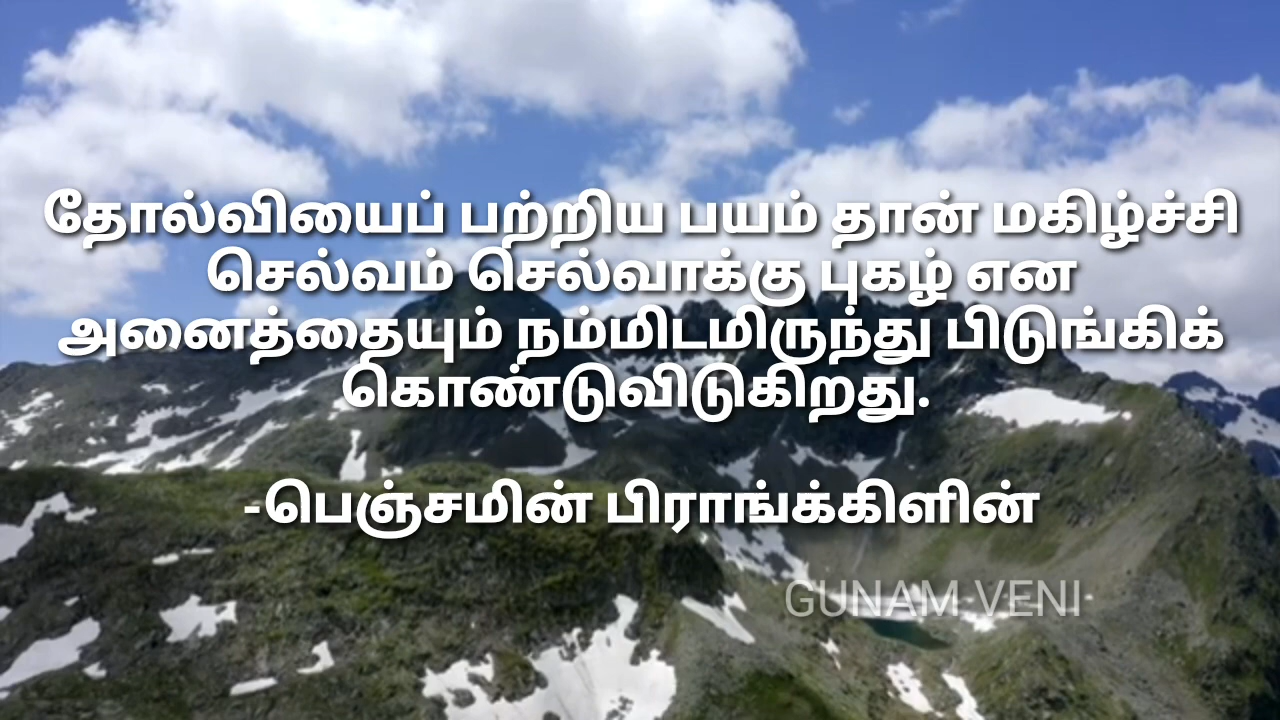 தோல்வியைப் பற்றிய பயம் தான் மகிழ்ச்சி
செல்வம் செல்வாக்கு புகழ் என
அனைத்தையும் நம்மிடமிருந்து பிடுங்கிக்
கொண்டுவிடுகிறது.
-பெஞ்சமின் பிராங்க்கிளின்
GUNAM-VENI